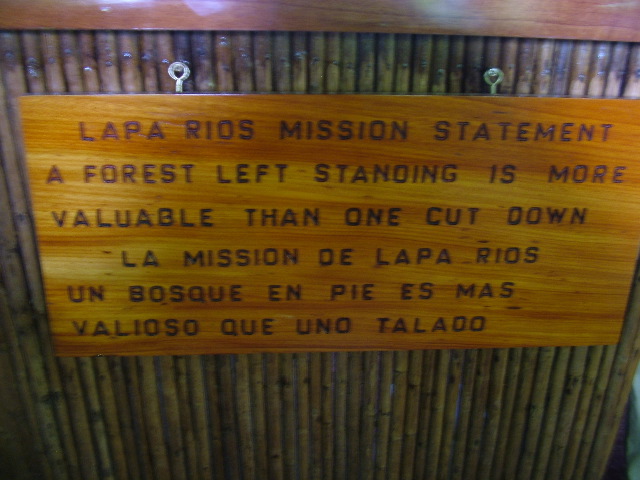 LAPA RIOS MISSION STATEMENT
A FOREST LEFT STANDING IS MORE
VALUABLE THAN ONE CUT DOWN
LA MISSION DE LAPA RIOS
UN BOSQUE EN PIE ES MAS
VALIOSO QUE UNO TALADO